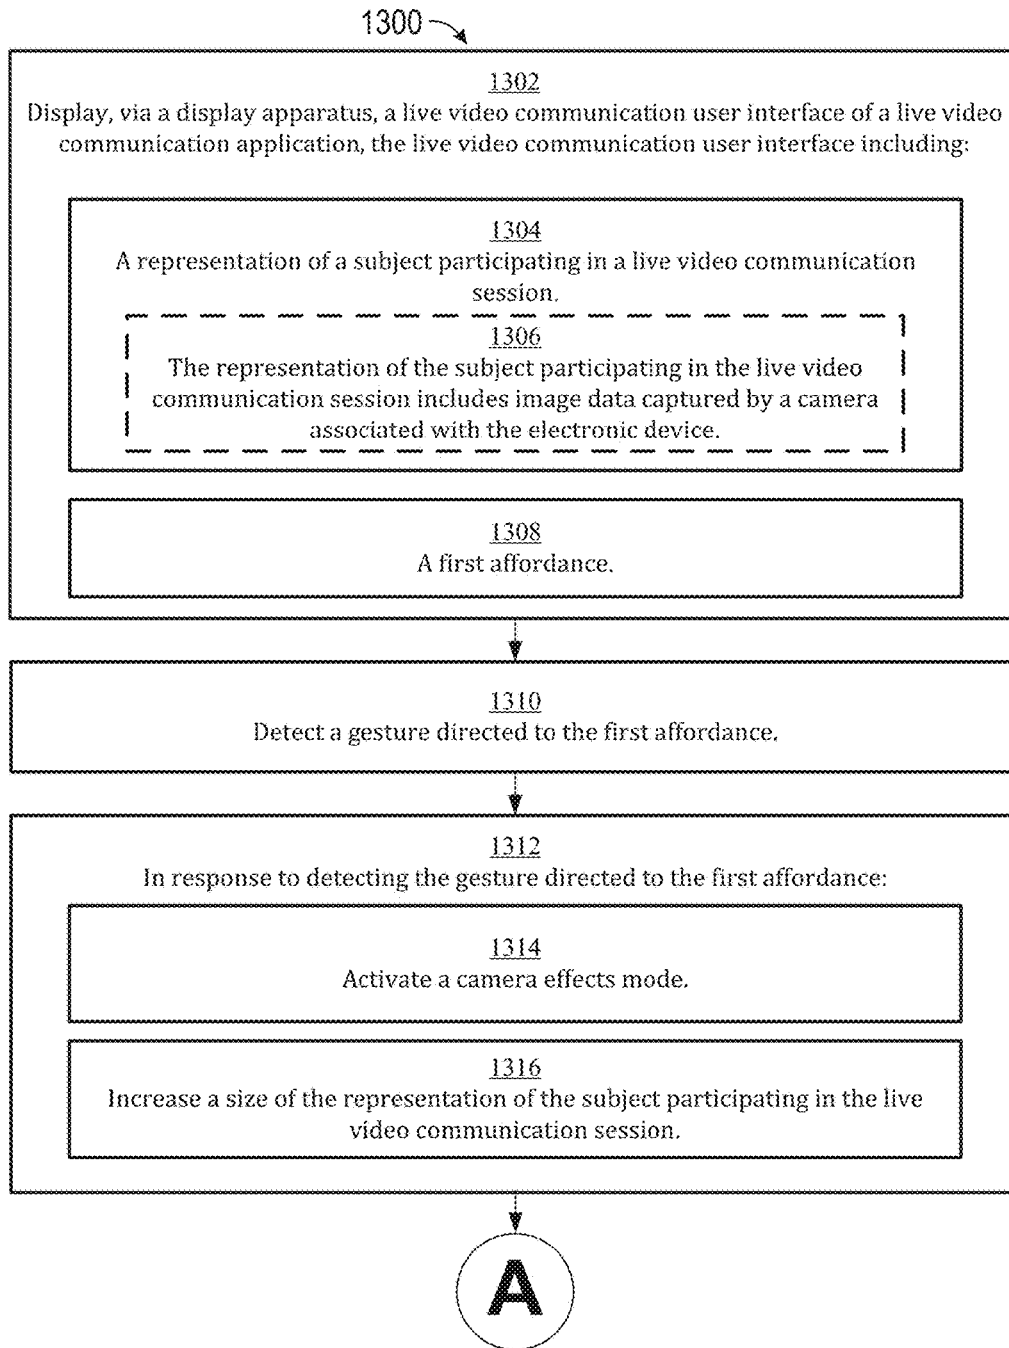 1300
1302
Display, via a display apparatus, a live video communication user interface of a live video
communication application, the live video communication user interface including:
1304
A representation of a subject participating in a live video communication
session.
1306
The representation of the subject participating in the live video
communication session includes image data captured by a camera
associated with the electronic device.
1308
A first affordance.
1310
Detect a gesture directed to the first affordance.
1312
In response to detecting the gesture directed to the first affordance:
1314
Activate a camera effects mode.
1316
Increase a size of the representation of the subject participating in the live
video communication session.
A